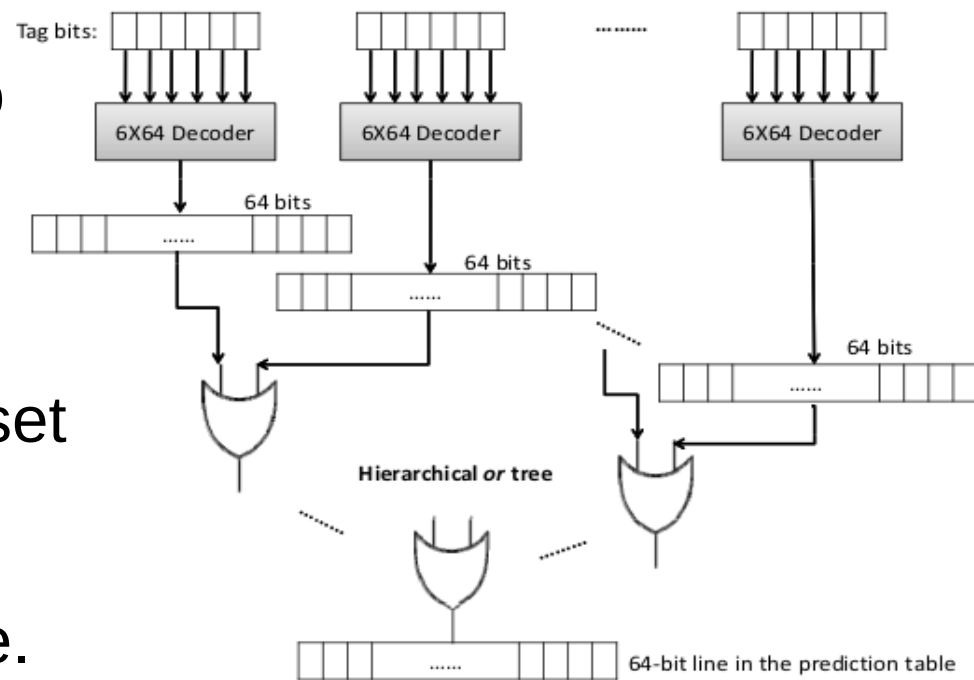 Tag bits:
………
6X64 Decoder
6X64 Decoder
6X64 Decoder
64 bits
……
64 bits
……
64 bits
……
set
Hierarchical or tree
e.
……
64-bit line in the prediction table